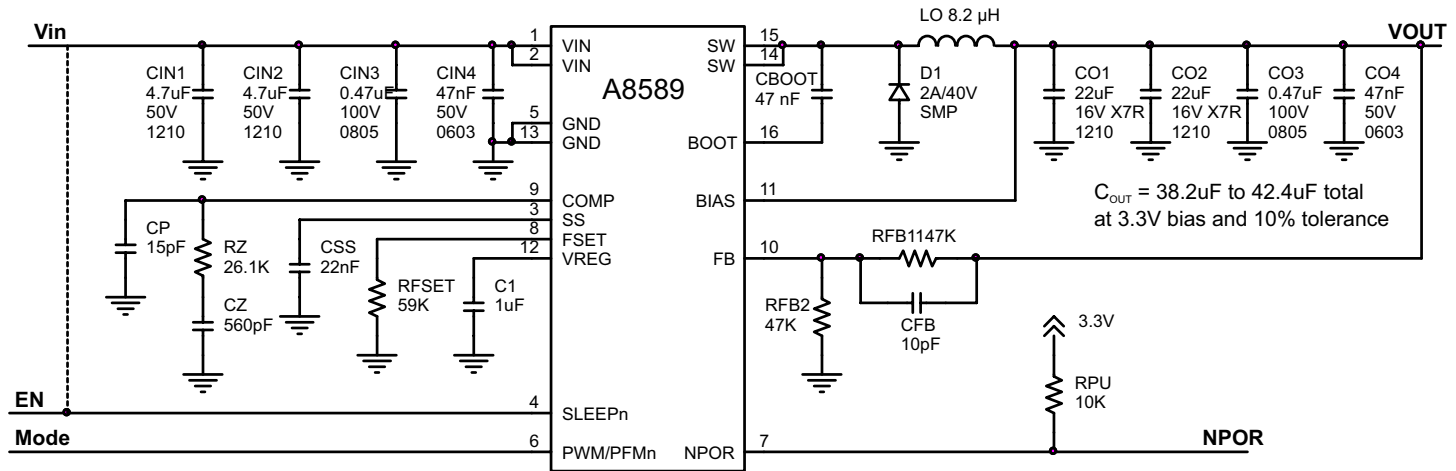 LO 8.2 µH
Vin
VOUT
1
VIN
2
VIN
SW
15
SW
14
CIN1
4.7uF
50V
1210
CIN2
4.7uF
50V
1210
CIN3
0.47uF
100V
0805
CIN4
47nF
50V
0603
A8589
CBOOT
47 nF
D1
2A/40V
SMP
CO1
22uF
16V X7R
1210
CO2
22uF
16V X7R
1210
CO3
0.47uF
100V
0805
CO4
47nF
50V
0603
5
GND
13
GND
BOOT
16
9
COMP
3
SS
8
FSET
12
VREG
BIAS
11
COUT = 38.2uF to 42.4uF total
at 3.3V bias and 10% tolerance
CP
15pF
RZ
26.1K
CZ
560pF
CSS
22nF
RFSET
59K
C1
1uF
FB
10
RFB1147K
RFB2
47K
CFB
10pF
3.3V
RPU
10K
EN
4
SLEEPn
Mode
6
PWM/PFMn
NPOR
7
NPOR